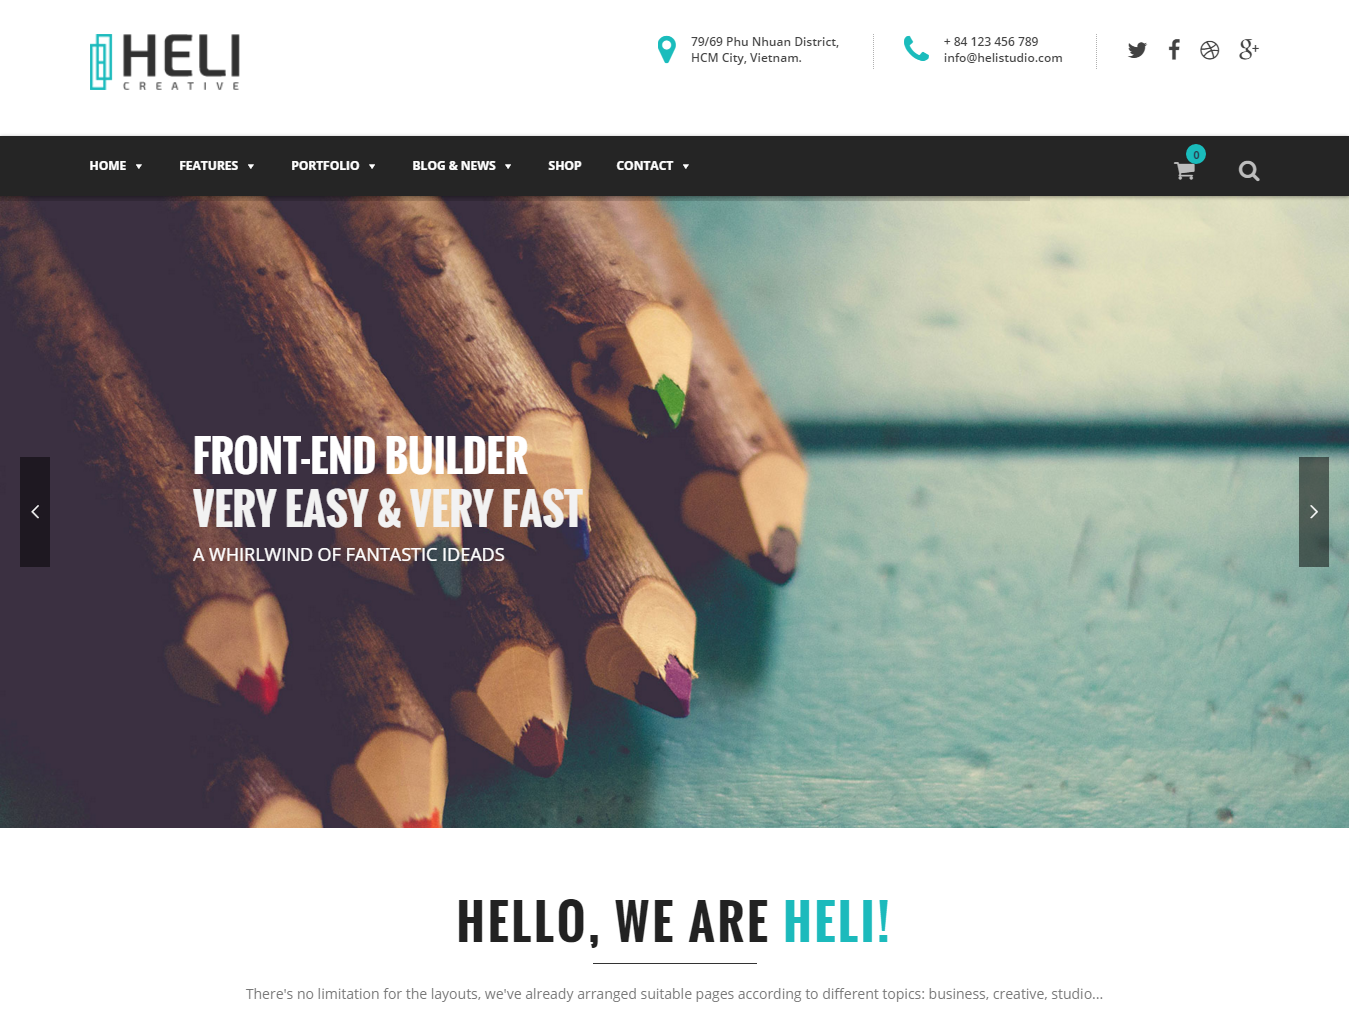 HELI
CREATIVE
79/69 Phu Nhuan District,
HCM City, Vietnam.
+ 84 123 456 789
info@helistudio.com
HOME FEATURES PORTFOLIO BLOG & NEWS SHOP CONTACT
0
FRONT-END BUILDER
VERY EASY & VERY FAST
A WHIRLWIND OF FANTASTIC IDEADS
HELLO, WE ARE HELI!
There's no limitation for the layouts, we've already arranged suitable pages according to different topics: business, creative, studio...